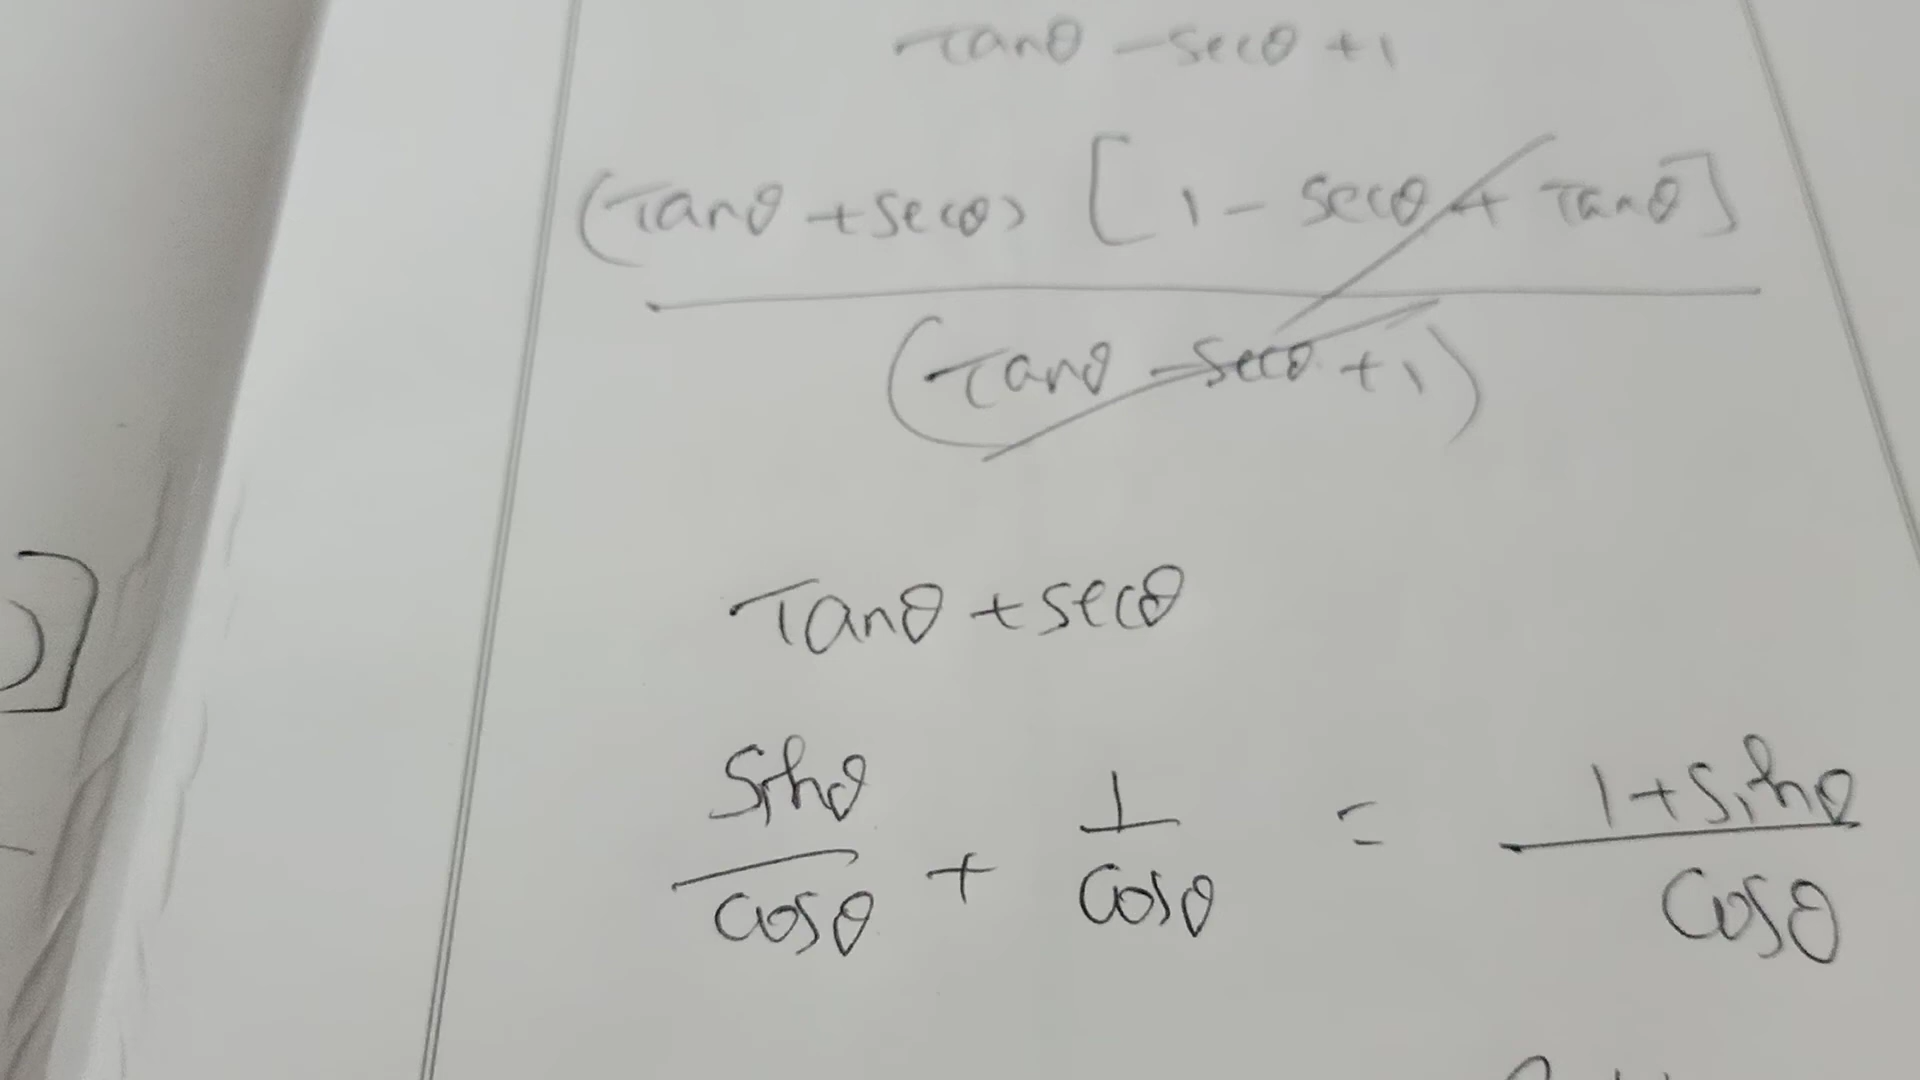 Tanθ - secθ + 1
(Tanθ + secθ) [1 - secθ + Tanθ]
(Tanθ - secθ + 1)
Tanθ + secθ
sinθ/cosθ + 1/cosθ = 1+sinθ/cosθ
)]